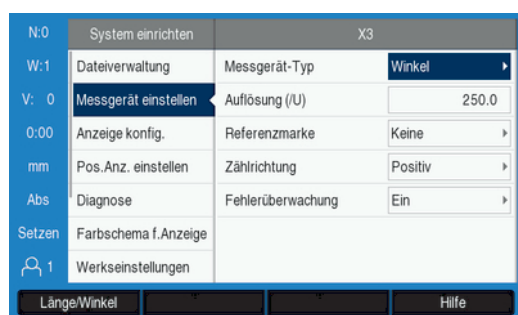 N:0 System einrichten X3
W:1 Dateiverwaltung Messgerät-Typ Winkel
V: 0 Messgerät einstellen Auflösung (/U) 250.0
0:00 Anzeige konfig. Referenzmarke Keine
mm Pos.Anz. einstellen Zählrichtung Positiv
Abs Diagnose Fehlerüberwachung Ein
Setzen Farbschema f.Anzeige
1 Werkseinstellungen
Länge/Winkel Hilfe